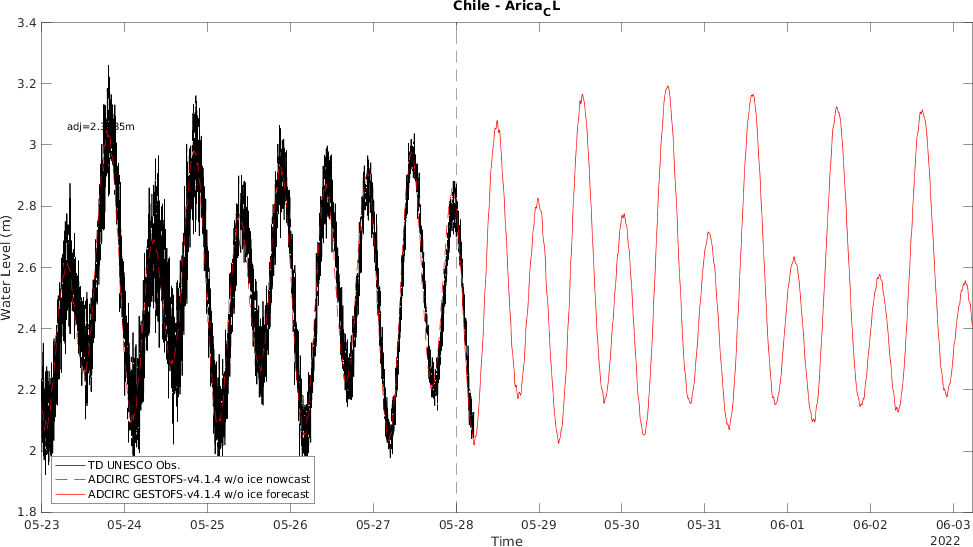 Chile - Arica_C L
3.4
3.2
3
2.8
2.6
2.4
2.2
2
1.8
Water Level (m)
TD UNESCO Obs.
ADCIRC GESTOFS-v4.1.4 w/o ice nowcast
ADCIRC GESTOFS-v4.1.4 w/o ice forecast
05-23 05-24 05-25 05-26 05-27 05-28 05-29 05-30 05-31 06-01 06-02 06-03
Time
2022